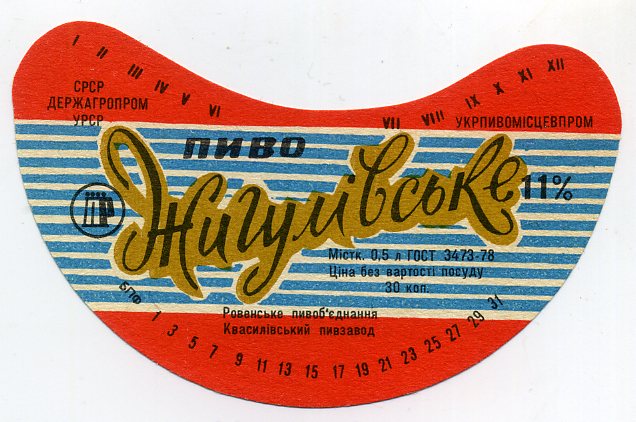 I II III IV V VI VII VIII IX X XI XII
СРСР
ДЕРЖАГРОПРОМ
УРСР
УКРПИВОМІСЦЕВПРОМ
ПИВО
Жигулівське
11%
Містк. 0,5 л ГОСТ 3473-78
Ціна без вартості посуду
30 коп.
Ровенське пивоб'єднання
Квасилівський пивзавод
БПФ 1 3 5 7 9 11 13 15 17 19 21 23 25 27 29 31